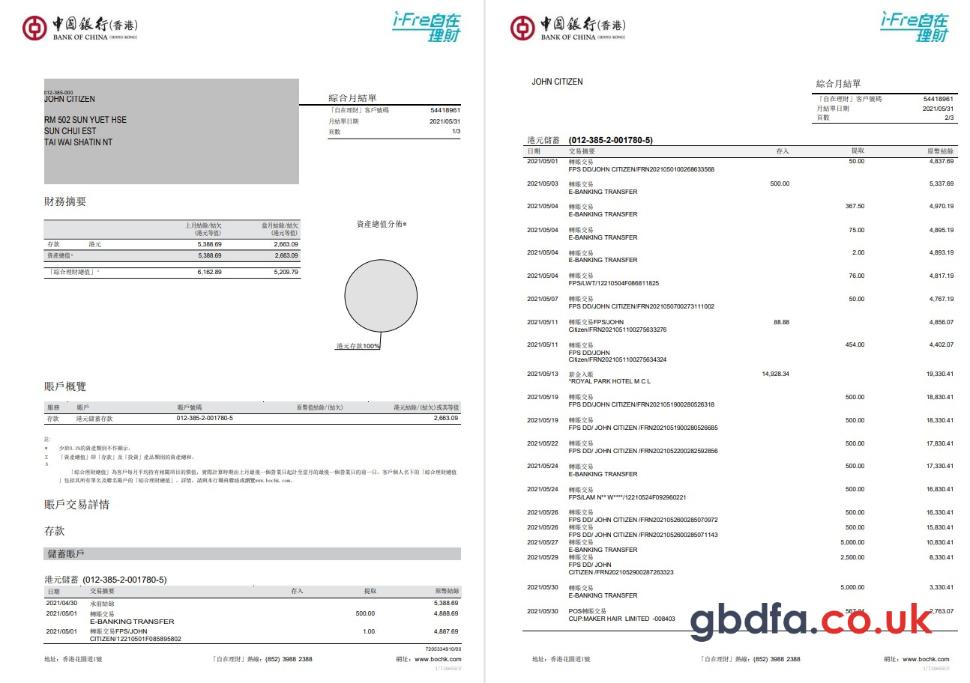 中國銀行(香港)
BANK OF CHINA (HONG KONG)
i-Free自在
理財
012-385-000
JOHN CITIZEN
RM 502 SUN YUET HSE
SUN CHUI EST
TAI WAI SHATIN NT
綜合月結單
「自在理財」客戶號碼 54418961
月結單日期 2021/05/31
頁數 1/3
財務摘要
上月結餘/結欠 當月結餘/結欠
(港元等值) (港元等值)
存款 港元 5,388.69 2,663.09
資產總值^ 5,388.69 2,663.09
「綜合理財總值」^ 6,162.89 5,209.79
資產總值分佈*
港元存款100%
賬戶概覽
服務 賬戶 賬戶號碼 原幣值結餘/(結欠) 港元結餘/(結欠)或其等值
存款 港元儲蓄存款 012-385-2-001780-5 2,663.09
註:
「資產總值」即「存款」及「投資」產品類別之總和。
賬戶交易詳情
存款
儲蓄賬戶
港元儲蓄 (012-385-2-001780-5)
日期 交易摘要 存入 提取 原幣結餘
2021/04/30 承前結餘 5,388.69
2021/05/01 轉賬交易 500.00 4,888.69
E-BANKING TRANSFER
2021/05/01 轉賬交易FPS/JOHN 1.00 4,887.69
CITIZEN/12210501F085895802
7200334910/03
地址：香港花園道1號 「自在理財」熱線：(852) 3988 2388 網址：www.bochk.com
中國銀行(香港)
BANK OF CHINA (HONG KONG)
i-Free自在
理財
JOHN CITIZEN
綜合月結單
「自在理財」客戶號碼 54418961
月結單日期 2021/05/31
頁數 2/3
港元儲蓄 (012-385-2-001780-5)
日期 交易摘要 存入 提取 原幣結餘
2021/05/01 轉賬交易 50.00 4,837.69
FPS DD/JOHN CITIZEN/FRN2021050100268633568
2021/05/03 轉賬交易 500.00 5,337.69
E-BANKING TRANSFER
2021/05/04 轉賬交易 367.50 4,970.19
E-BANKING TRANSFER
2021/05/04 轉賬交易 75.00 4,895.19
E-BANKING TRANSFER
2021/05/04 轉賬交易 2.00 4,893.19
E-BANKING TRANSFER
2021/05/04 轉賬交易 76.00 4,817.19
FPS/LWT/12210504F086811825
2021/05/07 轉賬交易 50.00 4,767.19
FPS DD/JOHN CITIZEN/FRN2021050700273111002
2021/05/11 轉賬交易FPS/JOHN 88.88 4,856.07
Citizen/FRN2021051100275633276
2021/05/11 轉賬交易 454.00 4,402.07
FPS DD/JOHN
Citizen/FRN2021051100275634324
2021/05/13 薪金入賬 14,928.34 19,330.41
*ROYAL PARK HOTEL M C L
2021/05/19 轉賬交易 500.00 18,830.41
FPS DD/JOHN CITIZEN/FRN2021051900280526318
2021/05/19 轉賬交易 500.00 18,330.41
FPS DD/ JOHN CITIZEN /FRN2021051900280526685
2021/05/22 轉賬交易 500.00 17,830.41
FPS DD/ JOHN CITIZEN /FRN2021052200282592856
2021/05/24 轉賬交易 500.00 17,330.41
E-BANKING TRANSFER
2021/05/24 轉賬交易 500.00 16,830.41
FPS/LAM N** W****/12210524F092960221
2021/05/26 轉賬交易 500.00 16,330.41
FPS DD/ JOHN CITIZEN /FRN2021052600285070972
2021/05/26 轉賬交易 500.00 15,830.41
FPS DD/ JOHN CITIZEN /FRN2021052600285071143
2021/05/27 轉賬交易 5,000.00 10,830.41
E-BANKING TRANSFER
2021/05/29 轉賬交易 2,500.00 8,330.41
FPS DD/ JOHN
CITIZEN /FRN2021052900287263323
2021/05/30 轉賬交易 5,000.00 3,330.41
E-BANKING TRANSFER
2021/05/30 POS轉賬交易 2,763.07
CUP:MAKER HAIR LIMITED -008403
gbdfa.co.uk
地址：香港花園道1號 「自在理財」熱線：(852) 3988 2388 網址：www.bochk.com